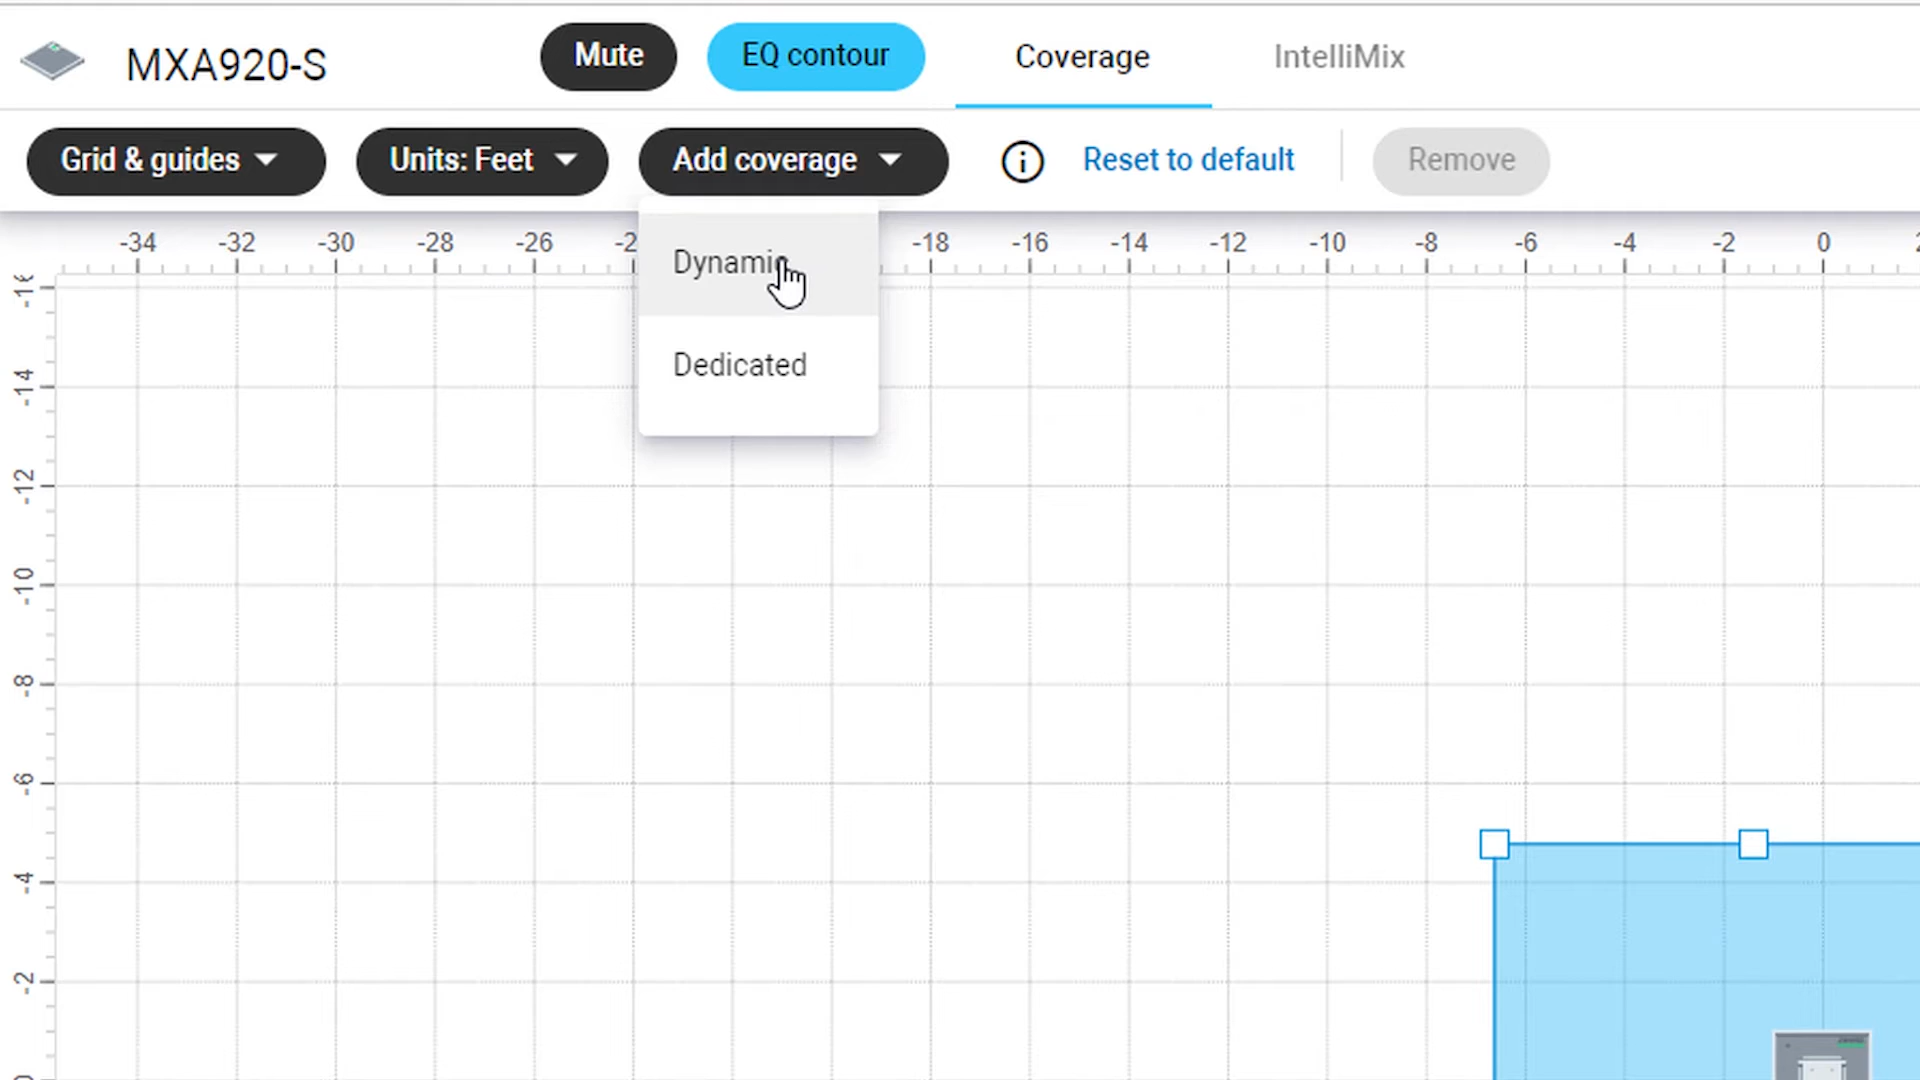 MXA920-S
Mute
EQ contour
Coverage
IntelliMix
Grid & guides
Units: Feet
Add coverage
Reset to default
Remove
-34 -32 -30 -28 -26 -18 -16 -14 -12 -10 -8 -6 -4 -2 0
Dynamic
Dedicated
-14
-12
-10
-8
-6
-4
-2